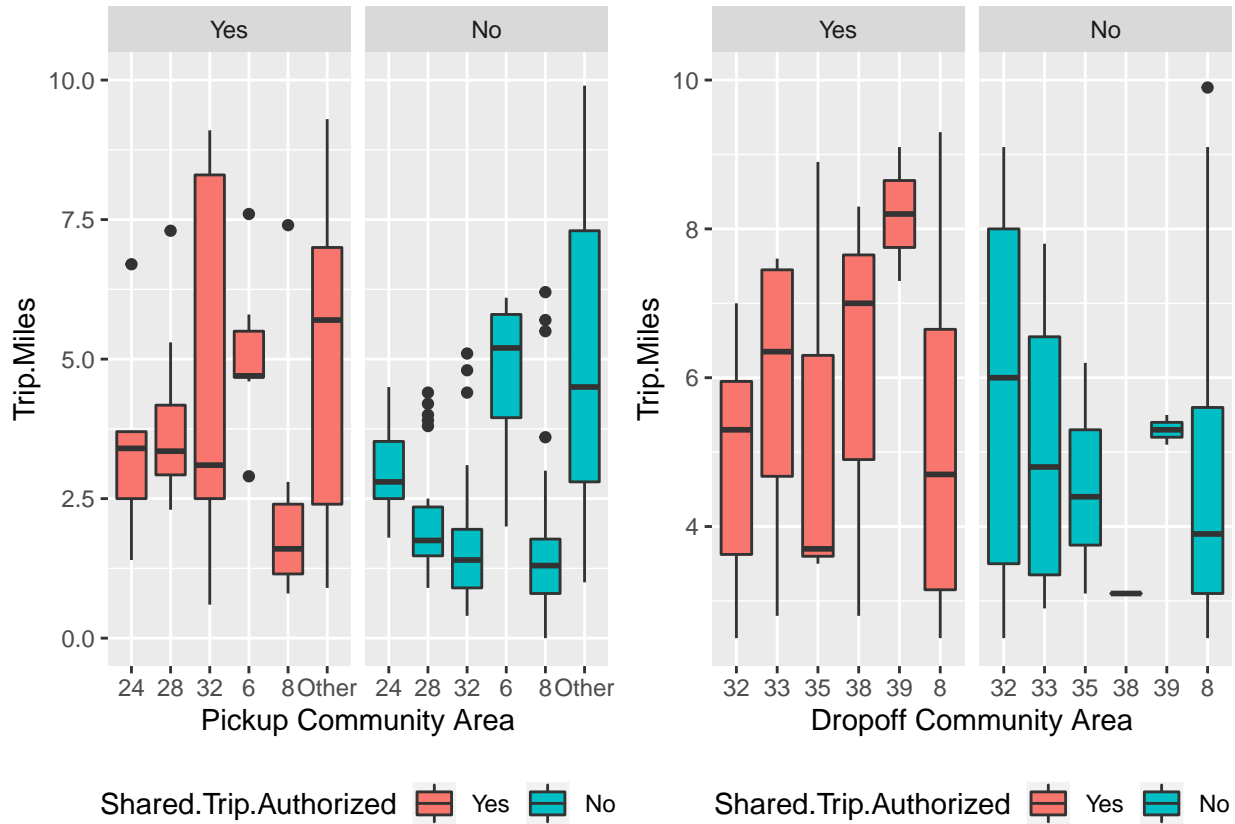 Yes No
10.0
7.5
5.0
2.5
0.0
Trip.Miles
24 28 32 6 8 Other 24 28 32 6 8 Other
Pickup Community Area
Shared.Trip.Authorized Yes No
Yes No
10
8
6
4
Trip.Miles
32 33 35 38 39 8 32 33 35 38 39 8
Dropoff Community Area
Shared.Trip.Authorized Yes No